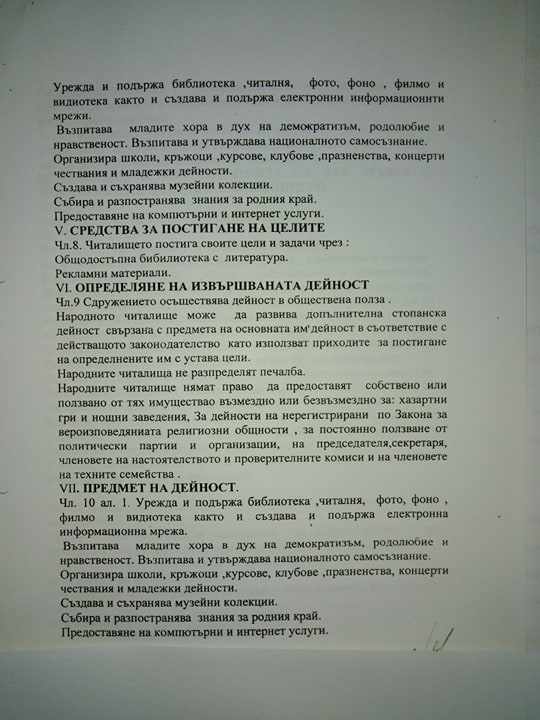 Урежда и подържа библиотека ,читалня, фото, фоно , филмо и
видиотека както и създава и подържа електронни информационнти
мрежи.
Възпитава младите хора в дух на демократизъм, родолюбие и
нравственост. Възпитава и утвърждава националното самосъзнание.
Организира школи, кръжоци ,курсове, клубове ,празненства, концерти
чествания и младежки дейности.
Създава и съхранява музейни колекции.
Събира и разпостранява знания за родния край.
Предоставяне на компютърни и интернет услуги.
V. СРЕДСТВА ЗА ПОСТИГАНЕ НА ЦЕЛИТЕ
Чл.8. Читалището постига своите цели и задачи чрез :
Общодостъпна бибилиотека с литература.
Рекламни материали.
VI. ОПРЕДЕЛЯНЕ НА ИЗВЪРШВАНАТА ДЕЙНОСТ
Чл.9 Сдружението осъществява дейност в обществена полза .
Народното читалище може да развива допълнителна стопанска
дейност свързана с предмета на основната им дейност в съответствие с
действащото законодателство като използват приходите за постигане
на определнените им с устава цели.
Народните читалища не разпределят печалба.
Народните читалище нямат право да предоставят собствено или
ползвано от тях имуществао възмездно или безвъзмездно за: хазартни
гри и нощни заведения, За дейности на нерегистрирани по Закона за
вероизповедянията религиозни общности , за постоянно ползване от
политически партии и организации, на председателя,секретаря,
членовете на настоятелството и проверителните комиси и на членовете
на техните семейства .
VII. ПРЕДМЕТ НА ДЕЙНОСТ.
Чл. 10 ал. 1. Урежда и подържа библиотека ,читалня, фото, фоно ,
филмо и видиотека както и създава и подържа електронна
информационна мрежа.
Възпитава младите хора в дух на демократизъм, родолюбие и
нравственост. Възпитава и утвърждава националното самосъзнание.
Организира школи, кръжоци ,курсове, клубове ,празненства, концерти
чествания и младежки дейности.
Създава и съхранява музейни колекции.
Събира и разпостранява знания за родния край.
Предоставяне на компютърни и интернет услуги.